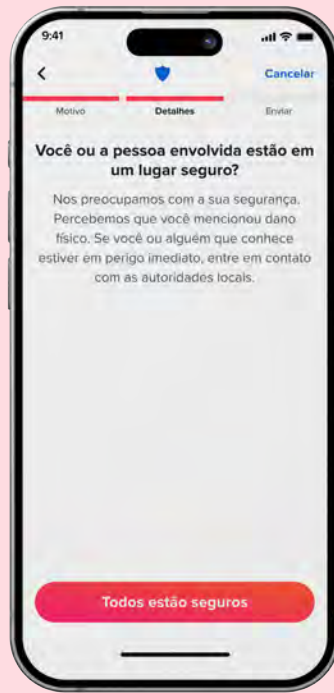 9:41
Cancelar
Motivo Detalhes Enviar
Você ou a pessoa envolvida estão em
um lugar seguro?
Nos preocupamos com a sua segurança.
Percebemos que você mencionou dano
físico. Se você ou alguém que conhece
estiver em perigo imediato, entre em contato
com as autoridades locais.
Todos estão seguros